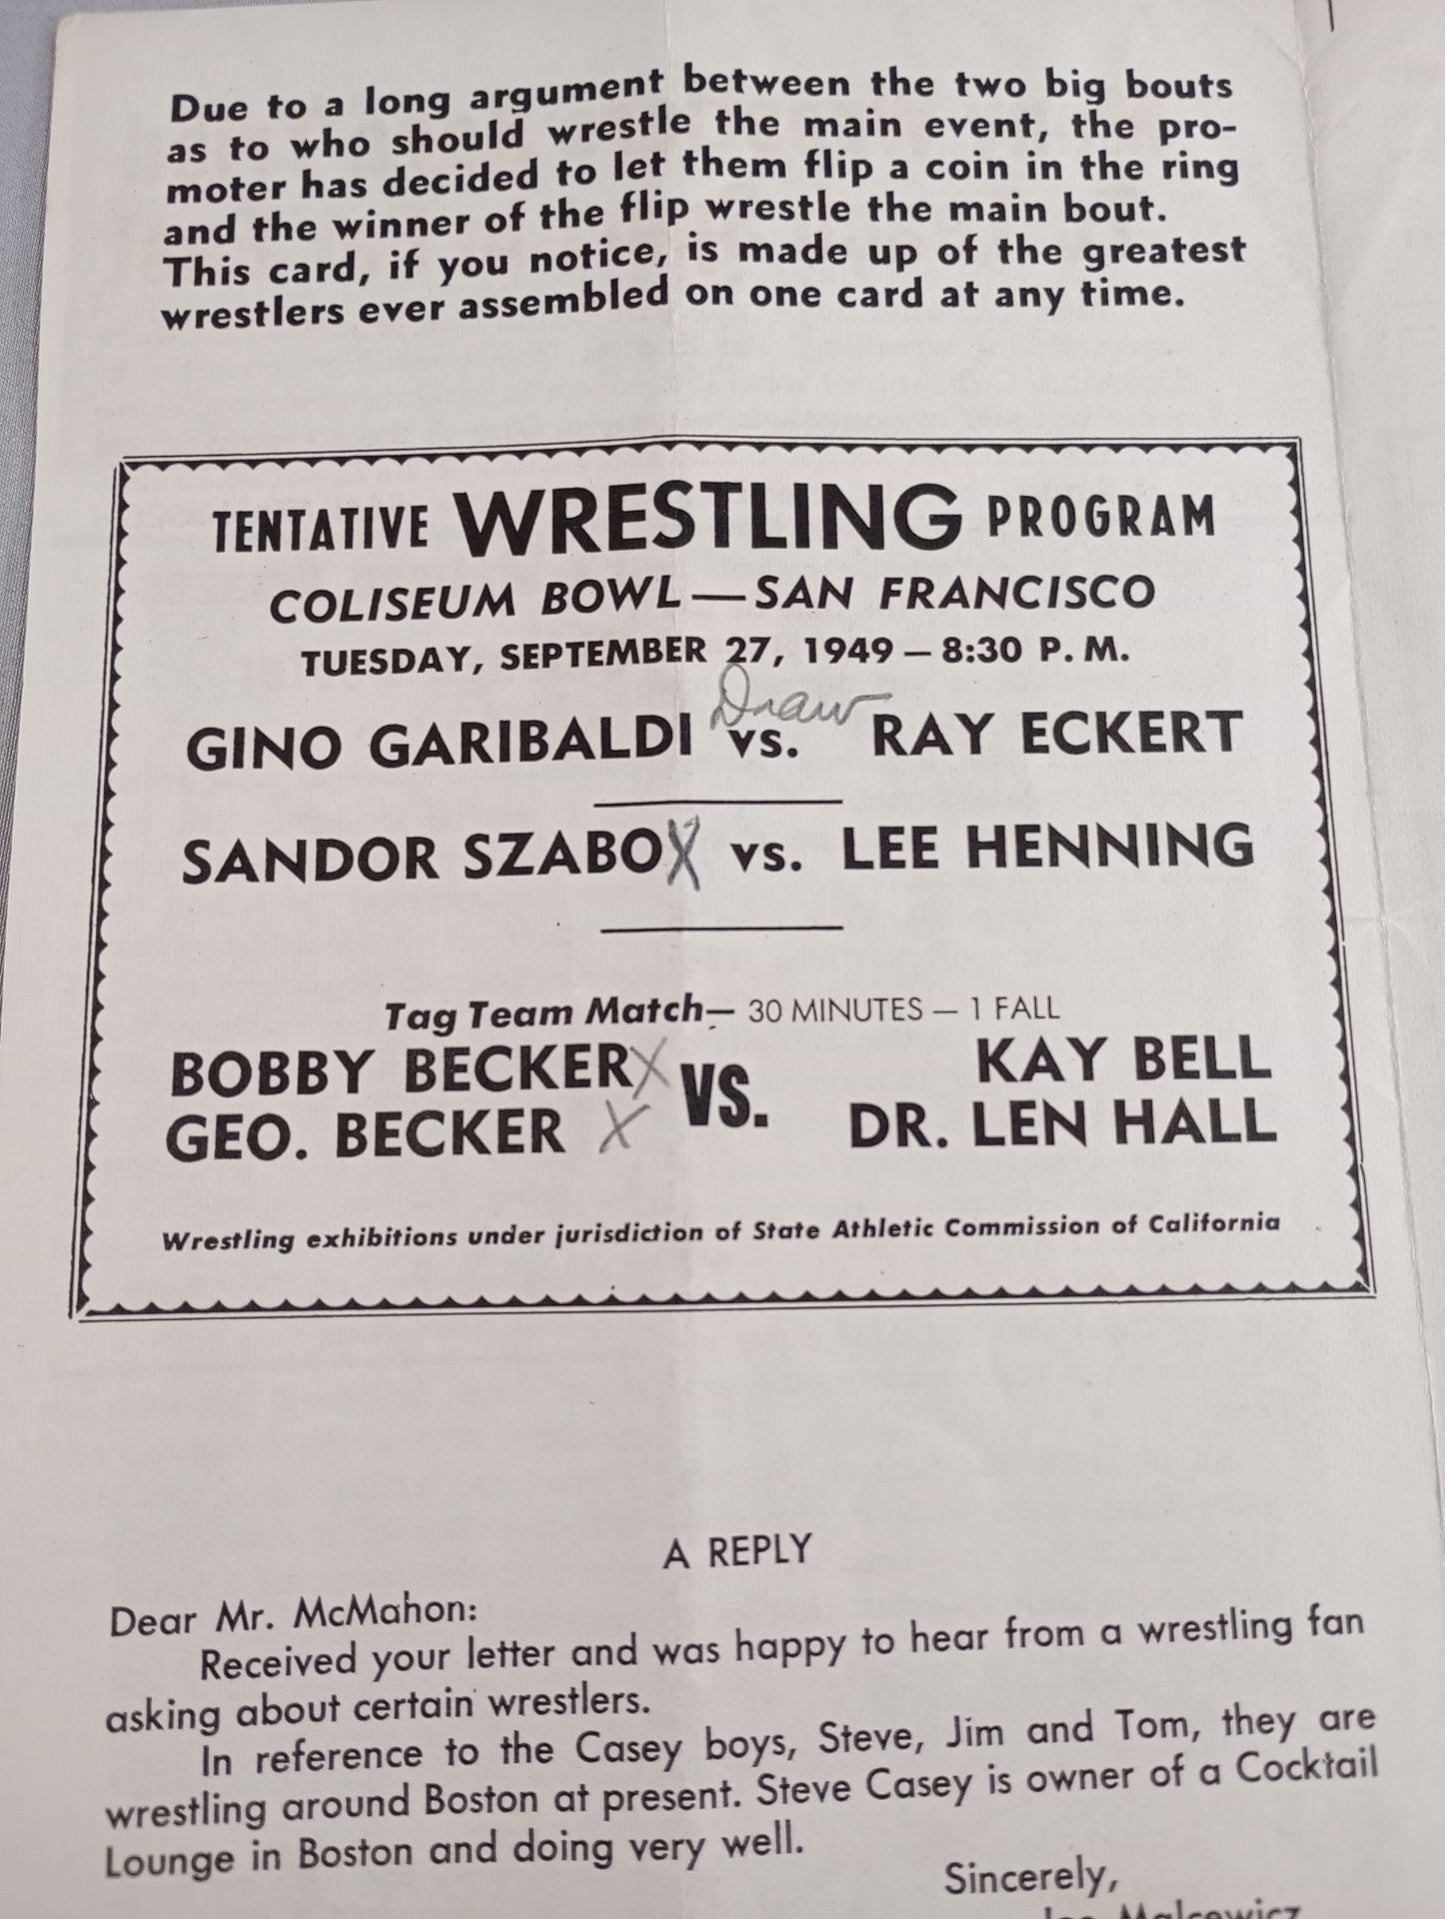 Due to a long argument between the two big bouts
as to who should wrestle the main event, the pro-
moter has decided to let them flip a coin in the ring
and the winner of the flip wrestle the main bout.
This card, if you notice, is made up of the greatest
wrestlers ever assembled on one card at any time.
TENTATIVE WRESTLING PROGRAM
COLISEUM BOWL — SAN FRANCISCO
TUESDAY, SEPTEMBER 27, 1949 — 8:30 P. M.
Draw
GINO GARIBALDI vs. RAY ECKERT
SANDOR SZABO X vs. LEE HENNING
Tag Team Match — 30 MINUTES — 1 FALL
BOBBY BECKER X VS. KAY BELL
GEO. BECKER X DR. LEN HALL
Wrestling exhibitions under jurisdiction of State Athletic Commission of California
A REPLY
Dear Mr. McMahon:
Received your letter and was happy to hear from a wrestling fan
asking about certain wrestlers.
In reference to the Casey boys, Steve, Jim and Tom, they are
wrestling around Boston at present. Steve Casey is owner of a Cocktail
Lounge in Boston and doing very well.
Sincerely,
Joe Malcewicz